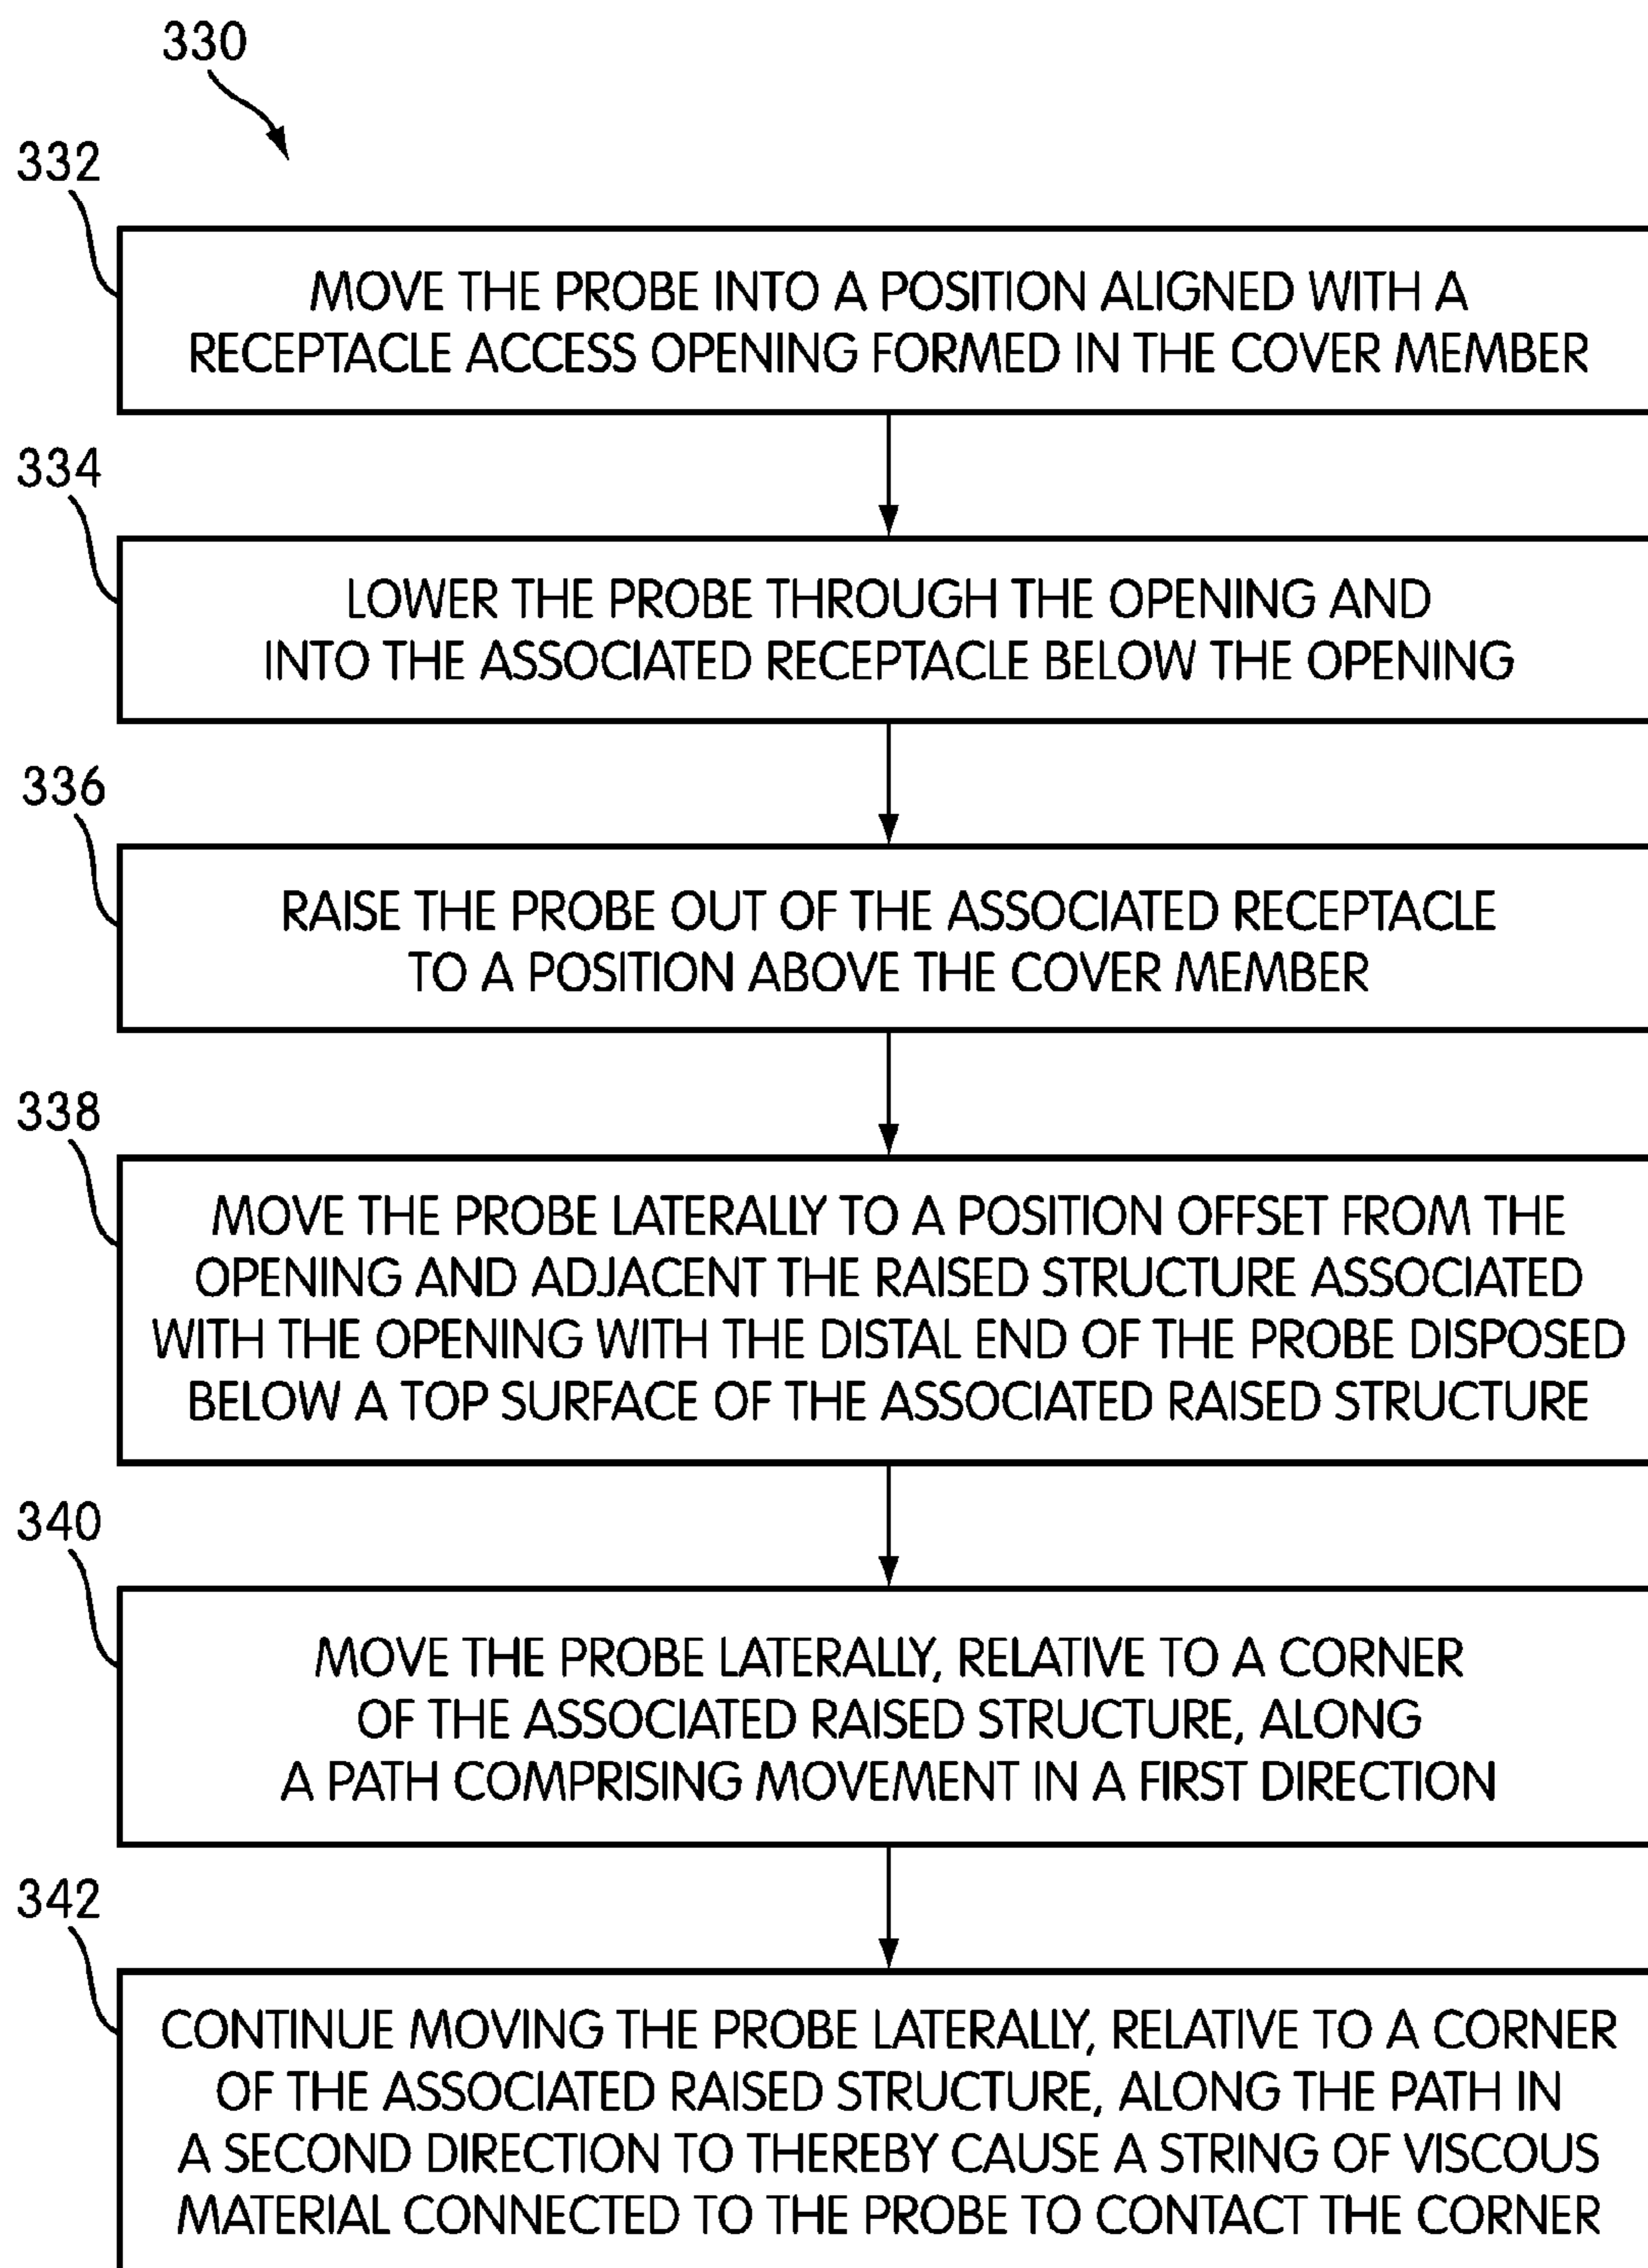 330
332
MOVE THE PROBE INTO A POSITION ALIGNED WITH A
RECEPTACLE ACCESS OPENING FORMED IN THE COVER MEMBER
334
LOWER THE PROBE THROUGH THE OPENING AND
INTO THE ASSOCIATED RECEPTACLE BELOW THE OPENING
336
RAISE THE PROBE OUT OF THE ASSOCIATED RECEPTACLE
TO A POSITION ABOVE THE COVER MEMBER
338
MOVE THE PROBE LATERALLY TO A POSITION OFFSET FROM THE
OPENING AND ADJACENT THE RAISED STRUCTURE ASSOCIATED
WITH THE OPENING WITH THE DISTAL END OF THE PROBE DISPOSED
BELOW A TOP SURFACE OF THE ASSOCIATED RAISED STRUCTURE
340
MOVE THE PROBE LATERALLY, RELATIVE TO A CORNER
OF THE ASSOCIATED RAISED STRUCTURE, ALONG
A PATH COMPRISING MOVEMENT IN A FIRST DIRECTION
342
CONTINUE MOVING THE PROBE LATERALLY, RELATIVE TO A CORNER
OF THE ASSOCIATED RAISED STRUCTURE, ALONG THE PATH IN
A SECOND DIRECTION TO THEREBY CAUSE A STRING OF VISCOUS
MATERIAL CONNECTED TO THE PROBE TO CONTACT THE CORNER